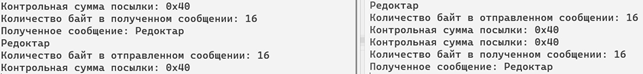 Контрольная сумма посылки: 0x40
Количество байт в полученном сообщении: 16
Полученное сообщение: Редоктар
Редоктар
Количество байт в отправленном сообщении: 16
Контрольная сумма посылки: 0x40
Редоктар
Количество байт в отправленном сообщении: 16
Контрольная сумма посылки: 0x40
Контрольная сумма посылки: 0x40
Количество байт в полученном сообщении: 16
Полученное сообщение: Редоктар